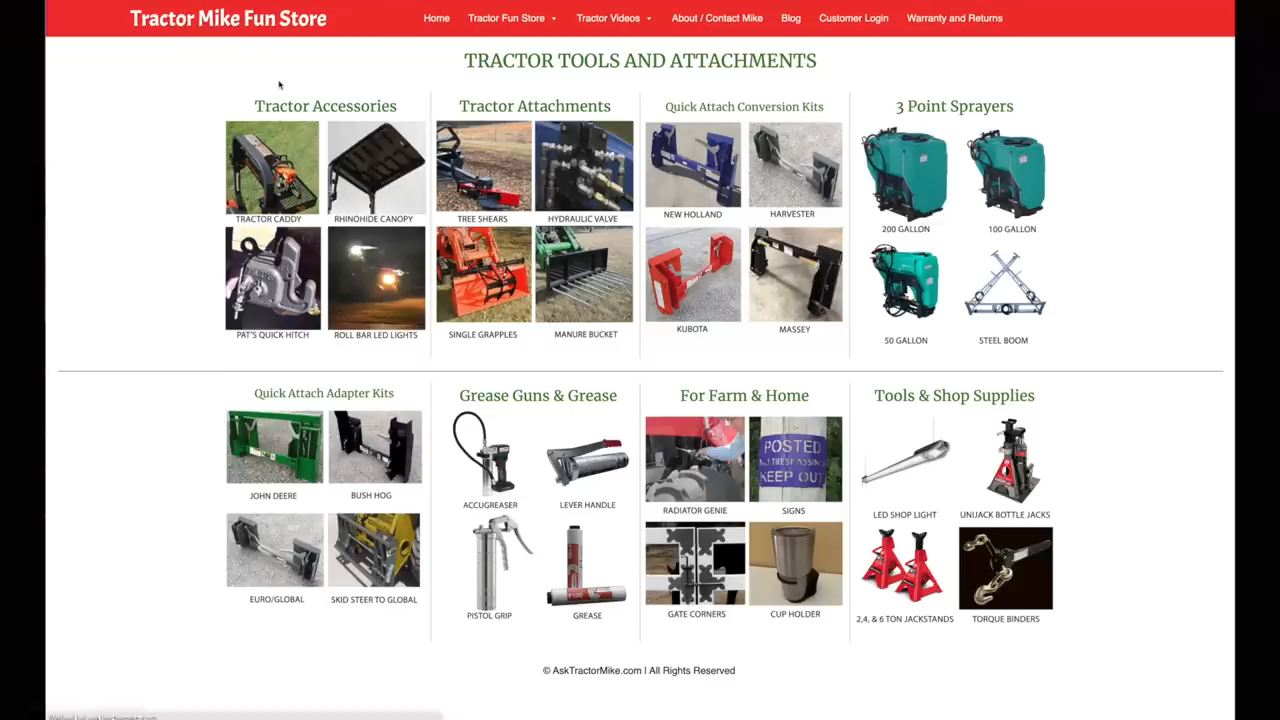 Tractor Mike Fun Store
Home Tractor Fun Store Tractor Videos About / Contact Mike Blog Customer Login Warranty and Returns
TRACTOR TOOLS AND ATTACHMENTS
Tractor Accessories
TRACTOR CADDY RHINOHIDE CANOPY
PAT'S QUICK HITCH ROLL BAR LED LIGHTS
Tractor Attachments
TREE SHEARS HYDRAULIC VALVE
SINGLE GRAPPLES MANURE BUCKET
Quick Attach Conversion Kits
NEW HOLLAND HARVESTER
KUBOTA MASSEY
3 Point Sprayers
200 GALLON 100 GALLON
50 GALLON STEEL BOOM
Quick Attach Adapter Kits
JOHN DEERE BUSH HOG
EURO/GLOBAL SKID STEER TO GLOBAL
Grease Guns & Grease
ACCUGREASER LEVER HANDLE
PISTOL GRIP GREASE
For Farm & Home
POSTED
NO TRESPASSING
KEEP OUT
RADIATOR GENIE SIGNS
GATE CORNERS CUP HOLDER
Tools & Shop Supplies
LED SHOP LIGHT UNIJACK BOTTLE JACKS
2,4, & 6 TON JACKSTANDS TORQUE BINDERS
© AskTractorMike.com | All Rights Reserved